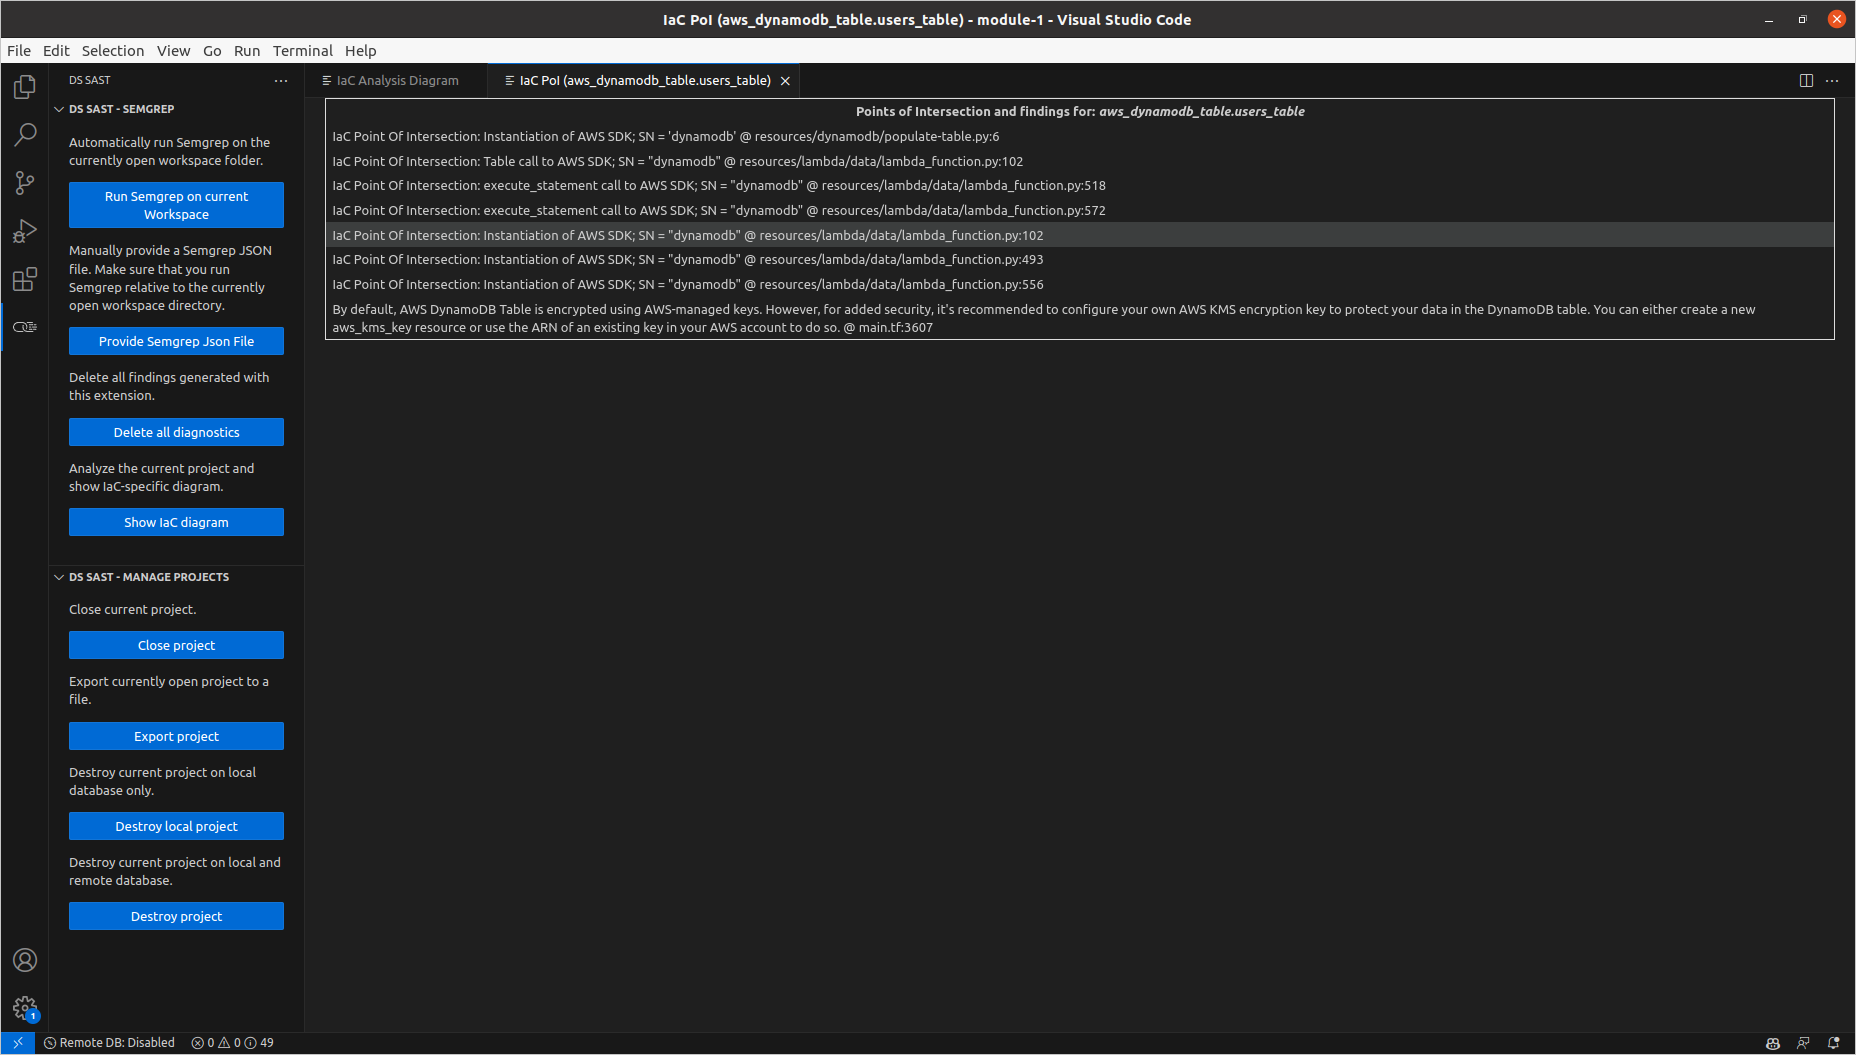 IaC PoI (aws_dynamodb_table.users_table) - module-1 - Visual Studio Code
File Edit Selection View Go Run Terminal Help
DS SAST
IaC Analysis Diagram
IaC PoI (aws_dynamodb_table.users_table)
DS SAST - SEMGREP
Automatically run Semgrep on the
currently open workspace folder.
Run Semgrep on current
Workspace
Manually provide a Semgrep JSON
file. Make sure that you run
Semgrep relative to the currently
open workspace directory.
Provide Semgrep Json File
Delete all findings generated with
this extension.
Delete all diagnostics
Analyze the current project and
show IaC-specific diagram.
Show IaC diagram
DS SAST - MANAGE PROJECTS
Close current project.
Close project
Export currently open project to a
file.
Export project
Destroy current project on local
database only.
Destroy local project
Destroy current project on local and
remote database.
Destroy project
Points of Intersection and findings for: aws_dynamodb_table.users_table
IaC Point Of Intersection: Instantiation of AWS SDK; SN = 'dynamodb' @ resources/dynamodb/populate-table.py:6
IaC Point Of Intersection: Table call to AWS SDK; SN = "dynamodb" @ resources/lambda/data/lambda_function.py:102
IaC Point Of Intersection: execute_statement call to AWS SDK; SN = "dynamodb" @ resources/lambda/data/lambda_function.py:518
IaC Point Of Intersection: execute_statement call to AWS SDK; SN = "dynamodb" @ resources/lambda/data/lambda_function.py:572
IaC Point Of Intersection: Instantiation of AWS SDK; SN = "dynamodb" @ resources/lambda/data/lambda_function.py:102
IaC Point Of Intersection: Instantiation of AWS SDK; SN = "dynamodb" @ resources/lambda/data/lambda_function.py:493
IaC Point Of Intersection: Instantiation of AWS SDK; SN = "dynamodb" @ resources/lambda/data/lambda_function.py:556
By default, AWS DynamoDB Table is encrypted using AWS-managed keys. However, for added security, it's recommended to configure your own AWS KMS encryption key to protect your data in the DynamoDB table. You can either create a new
aws_kms_key resource or use the ARN of an existing key in your AWS account to do so. @ main.tf:3607
1
Remote DB: Disabled 0 0 49